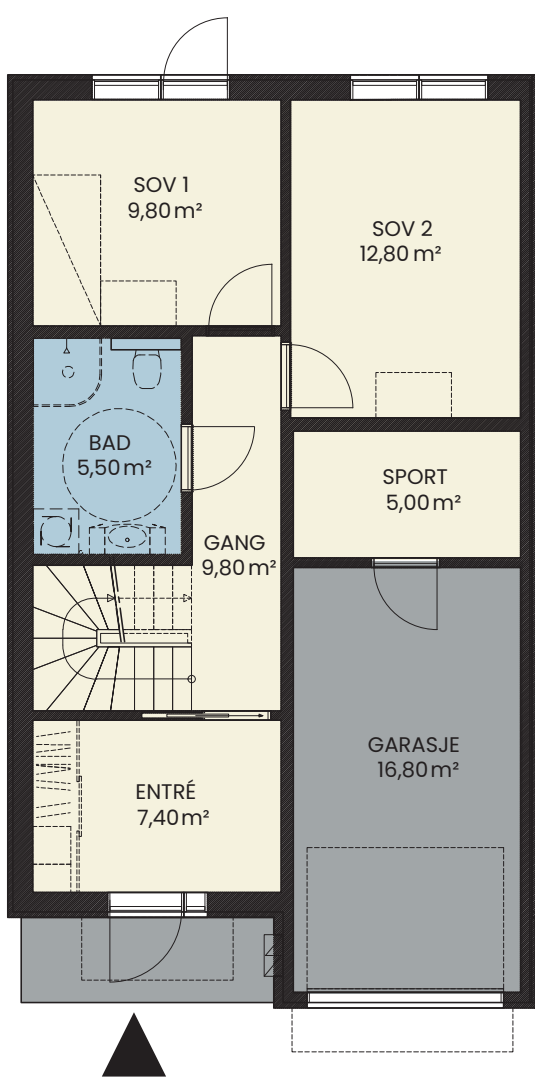 SOV 1
9,80 m²
SOV 2
12,80 m²
BAD
5,50 m²
SPORT
5,00 m²
GANG
9,80 m²
GARASJE
16,80 m²
ENTRÉ
7,40 m²